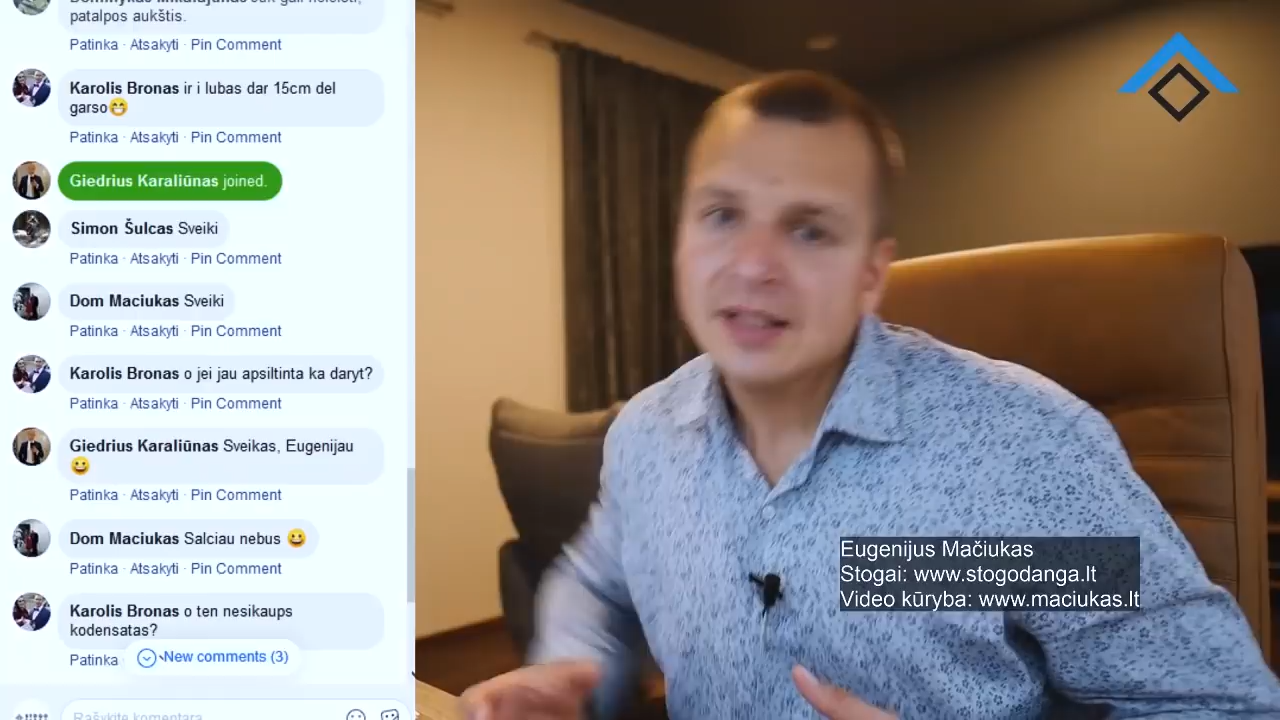 patalpos aukštis.
Patinka · Atsakyti · Pin Comment
Karolis Bronas ir i lubas dar 15cm del
garso😁
Patinka · Atsakyti · Pin Comment
Giedrius Karaliūnas joined.
Simon Šulcas Sveiki
Patinka · Atsakyti · Pin Comment
Dom Maciukas Sveiki
Patinka · Atsakyti · Pin Comment
Karolis Bronas o jei jau apsiltinta ka daryt?
Patinka · Atsakyti · Pin Comment
Giedrius Karaliūnas Sveikas, Eugenijau
😀
Patinka · Atsakyti · Pin Comment
Dom Maciukas Salciau nebus 😀
Patinka · Atsakyti · Pin Comment
Karolis Bronas o ten nesikaups
kodensatas?
Patinka
New comments (3)
Rašykite komentarą
Eugenijus Mačiukas
Stogai: www.stogodanga.lt
Video kūryba: www.maciukas.lt